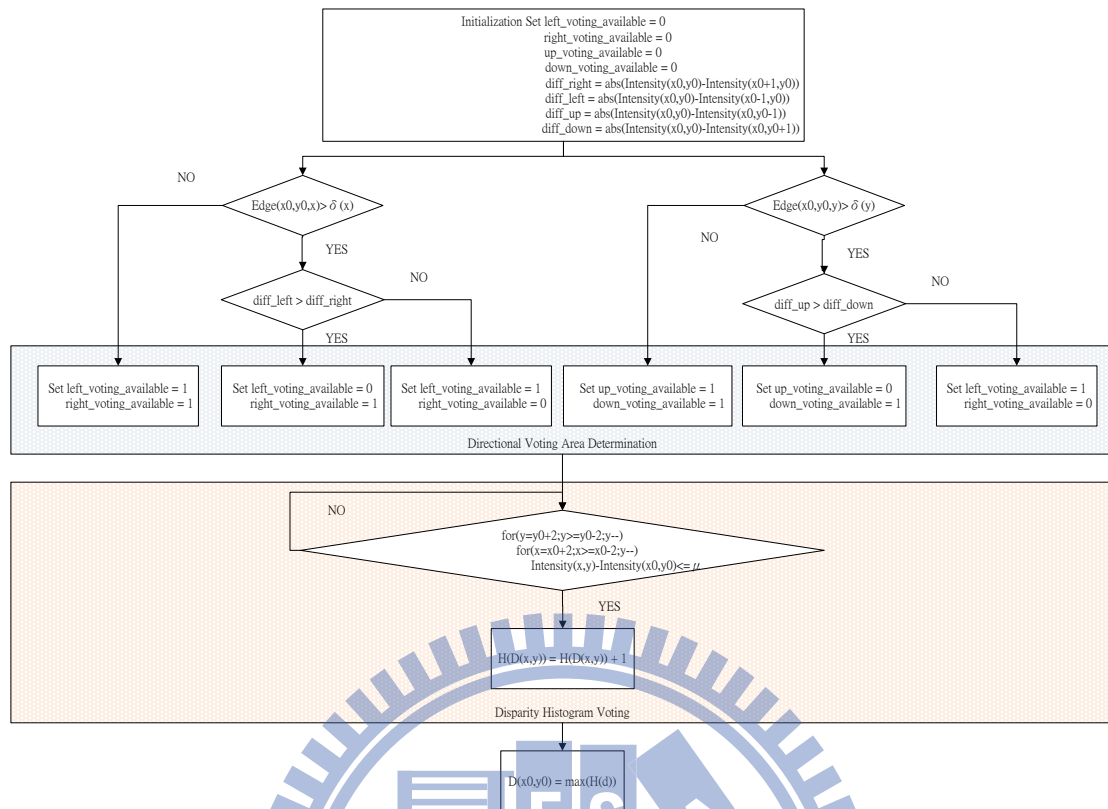 Initialization Set left_voting_available = 0
right_voting_available = 0
up_voting_available = 0
down_voting_available = 0
diff_right = abs(Intensity(x0,y0)-Intensity(x0+1,y0))
diff_left = abs(Intensity(x0,y0)-Intensity(x0-1,y0))
diff_up = abs(Intensity(x0,y0)-Intensity(x0,y0-1))
diff_down = abs(Intensity(x0,y0)-Intensity(x0,y0+1))
NO
Edge(x0,y0,x)> δ (x)
Edge(x0,y0,y)> δ (y)
NO
YES
YES
NO
NO
diff_left > diff_right
diff_up > diff_down
YES
YES
Set left_voting_available = 1
right_voting_available = 1
Set left_voting_available = 0
right_voting_available = 1
Set left_voting_available = 1
right_voting_available = 0
Set up_voting_available = 1
down_voting_available = 1
Set up_voting_available = 0
down_voting_available = 1
Set left_voting_available = 1
right_voting_available = 0
Directional Voting Area Determination
NO
for(y=y0+2;y>=y0-2;y--)
for(x=x0+2;x>=x0-2;y--)
Intensity(x,y)-Intensity(x0,y0)<= μ
YES
H(D(x,y)) = H(D(x,y)) + 1
Disparity Histogram Voting
D(x0,y0) = max(H(d))